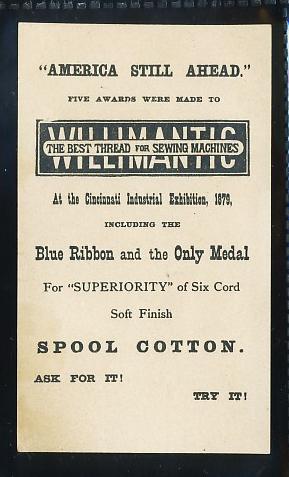 "AMERICA STILL AHEAD."
FIVE AWARDS WERE MADE TO
WILLIMANTIC
THE BEST THREAD FOR SEWING MACHINES
At the Cincinnati Industrial Exhibition, 1879,
INCLUDING THE
Blue Ribbon and the Only Medal
For "SUPERIORITY" of Six Cord
Soft Finish
SPOOL COTTON.
ASK FOR IT!
TRY IT!